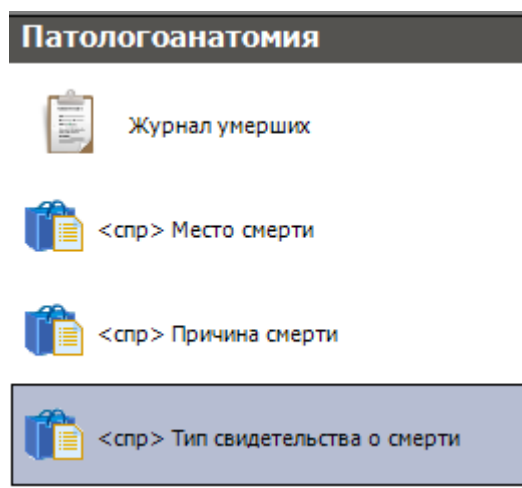 Патологоанатомия
Журнал умерших
<спр> Место смерти
<спр> Причина смерти
<спр> Тип свидетельства о смерти